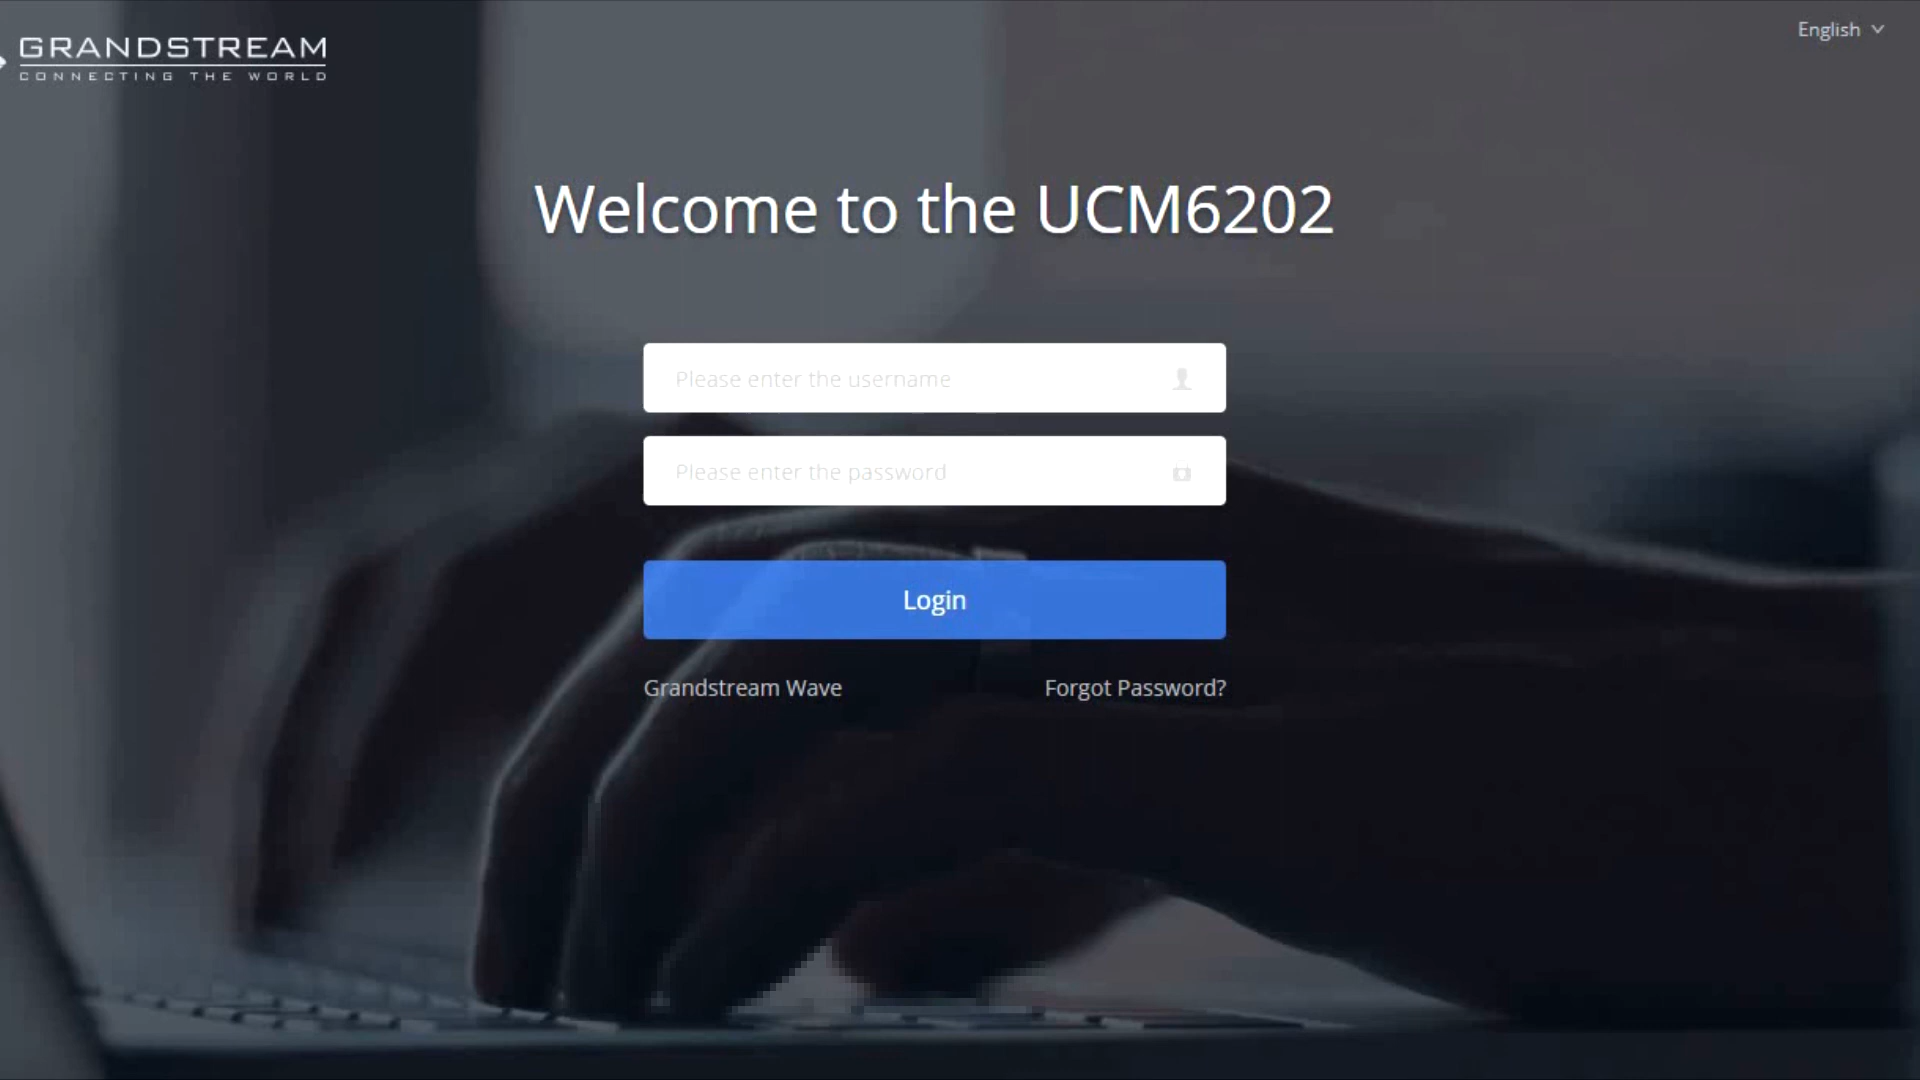 GRANDSTREAM
CONNECTING THE WORLD
English
Welcome to the UCM6202
Please enter the username
Please enter the password
Login
Grandstream Wave
Forgot Password?